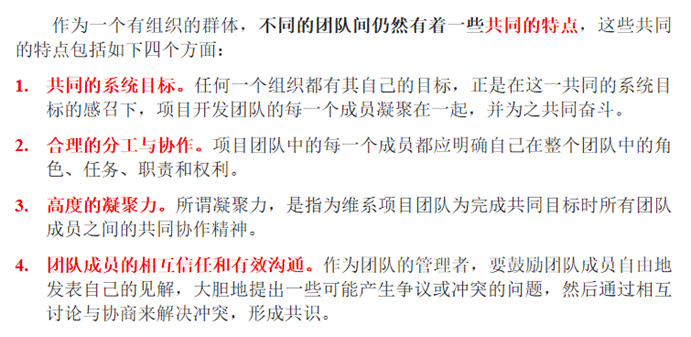 作为一个有组织的群体，不同的团队间仍然有着一些共同的特点，这些共同
的特点包括如下四个方面：
1. 共同的系统目标。任何一个组织都有其自己的目标，正是在这一共同的系统目
标的感召下，项目开发团队的每一个成员凝聚在一起，并为之共同奋斗。
2. 合理的分工与协作。项目团队中的每一个成员都应明确自己在整个团队中的角
色、任务、职责和权利。
3. 高度的凝聚力。所谓凝聚力，是指为维系项目团队为完成共同目标时所有团队
成员之间的共同协作精神。
4. 团队成员的相互信任和有效沟通。作为团队的管理者，要鼓励团队成员自由地
发表自己的见解，大胆地提出一些可能产生争议或冲突的问题，然后通过相互
讨论与协商来解决冲突，形成共识。